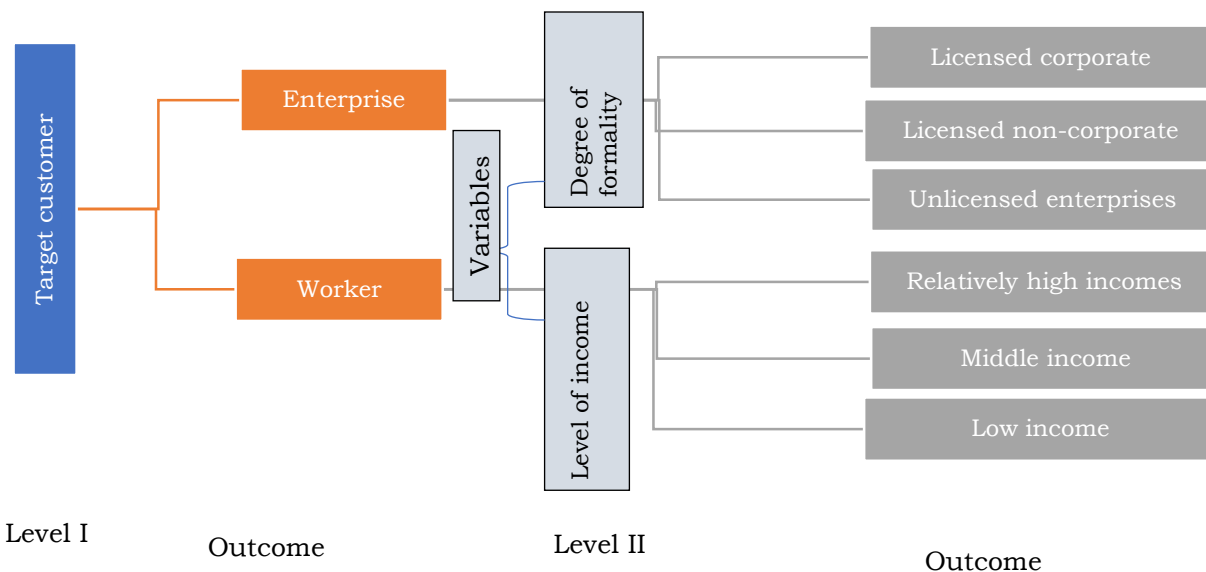 Target customer
Enterprise
Worker
Variables
Degree of
formality
Level of income
Licensed corporate
Licensed non-corporate
Unlicensed enterprises
Relatively high incomes
Middle income
Low income
Level I
Outcome
Level II
Outcome